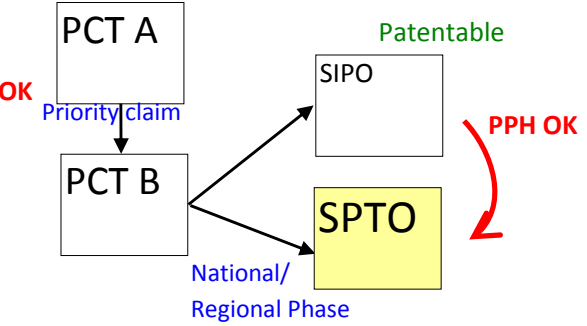 PCT A
Patentable
SIPO
OK
Priority claim
PPH OK
PCT B
SPTO
National/
Regional Phase